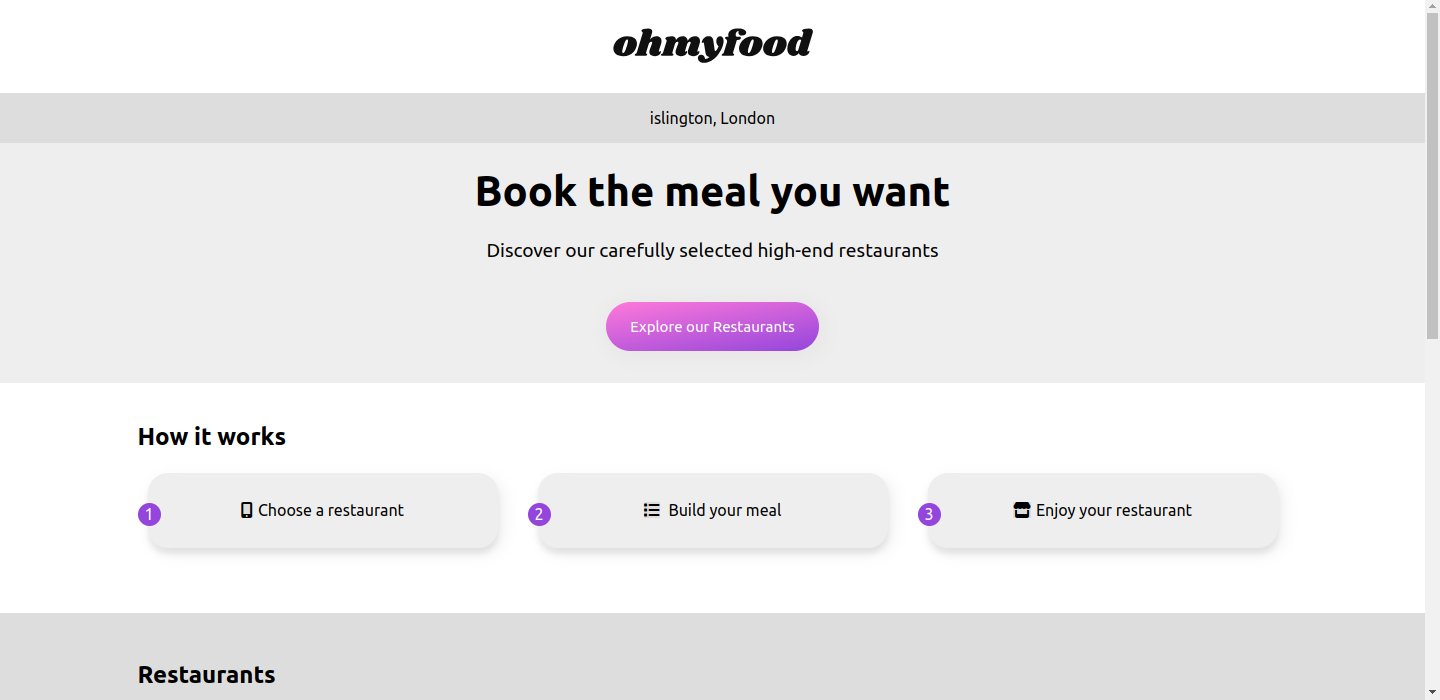 ohmyfood
islington, London
Book the meal you want
Discover our carefully selected high-end restaurants
Explore our Restaurants
How it works
1 Choose a restaurant
2 Build your meal
3 Enjoy your restaurant
Restaurants